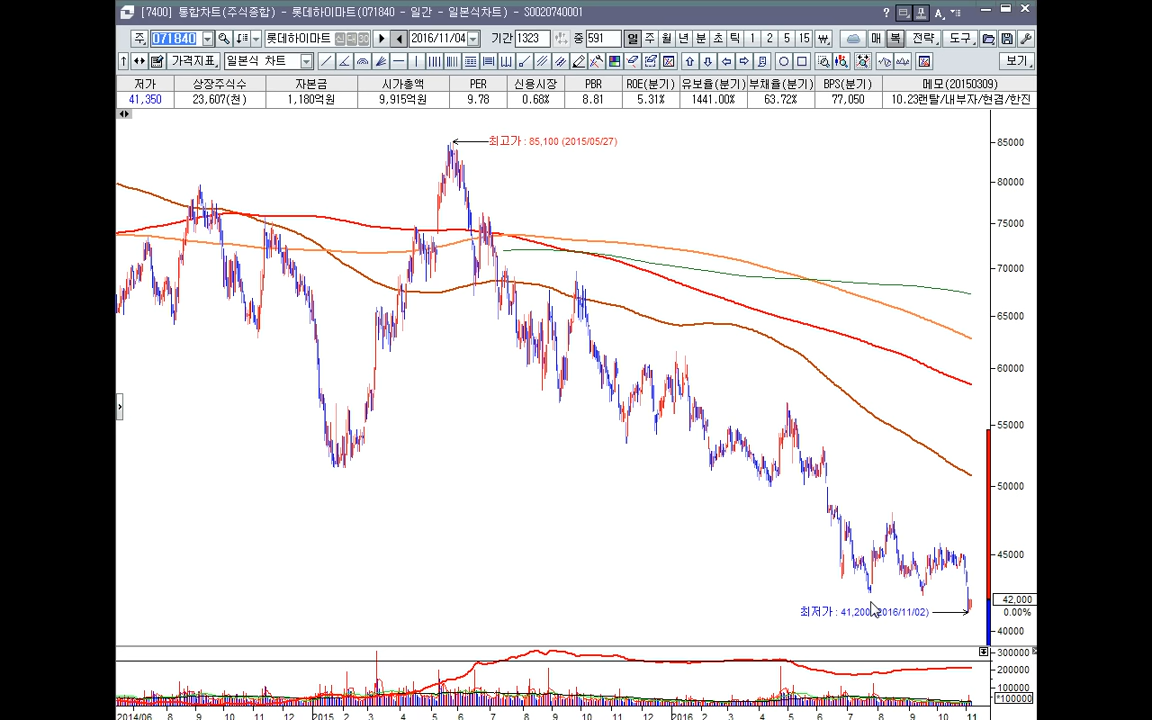 [7400] 통합차트(주식종합) - 롯데하이마트(071840 - 일간 - 일본식차트) - S0020740001
주 071840 롯데하이마트 신 담 2016/11/04 기간 1323 중 591 일 주 월 년 분 초 틱 1 2 5 15 ₩ 매 복 전략 도구
가격지표 일본식 차트 보기
저가 상장주식수 자본금 시가총액 PER 신용시장 PBR ROE(분기) 유보율(분기) 부채율(분기) BPS(분기) 메모(20150309)
41,350 23,607(천) 1,180억원 9,915억원 9.78 0.68% 8.81 5.31% 1441.00% 63.72% 77,050 10.23랜탈/내부자/현겸/한진
최고가 : 85,100 (2015/05/27)
85000
80000
75000
70000
65000
60000
55000
50000
45000
42,000
0.00%
최저가 : 41,200 (2016/11/02)
40000
300000
200000
100000
*100000
2014/06 8 9 10 11 12 2015 2 3 4 5 6 7 8 9 10 11 12 2016 2 3 4 5 6 7 8 9 10 11